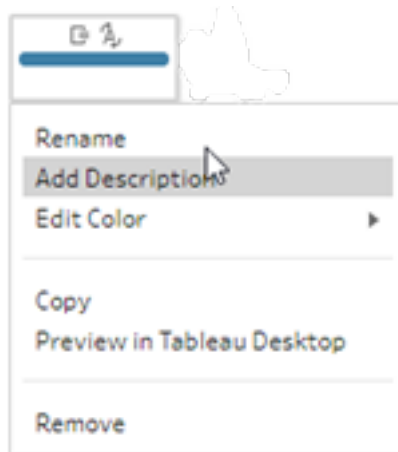 Rename
Add Description
Edit Color
Copy
Preview in Tableau Desktop
Remove